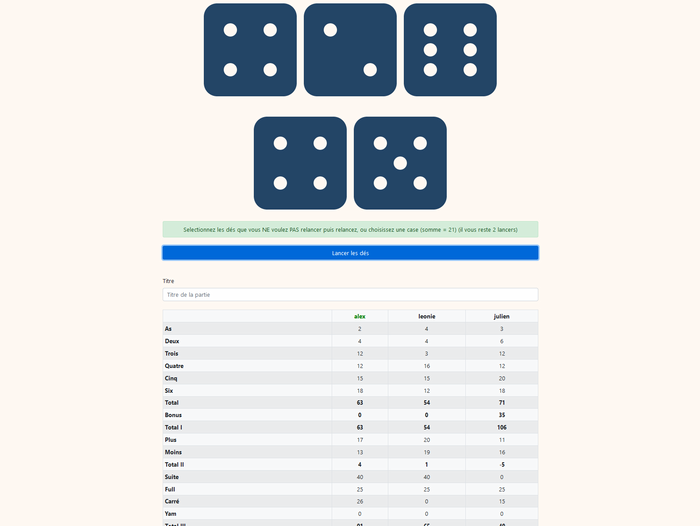 Selectionnez les dés que vous NE voulez PAS relancer puis relancez, ou choisissez une case (somme = 21) (il vous reste 2 lancers)
Lancer les dés
Titre
Titre de la partie
alex leonie julien
As 2 4 3
Deux 4 4 6
Trois 12 3 12
Quatre 12 16 12
Cinq 15 15 20
Six 18 12 18
Total 63 54 71
Bonus 0 0 35
Total I 63 54 106
Plus 17 20 11
Moins 13 19 16
Total II 4 1 -5
Suite 40 40 0
Full 25 25 25
Carré 26 0 15
Yam 0 0 0